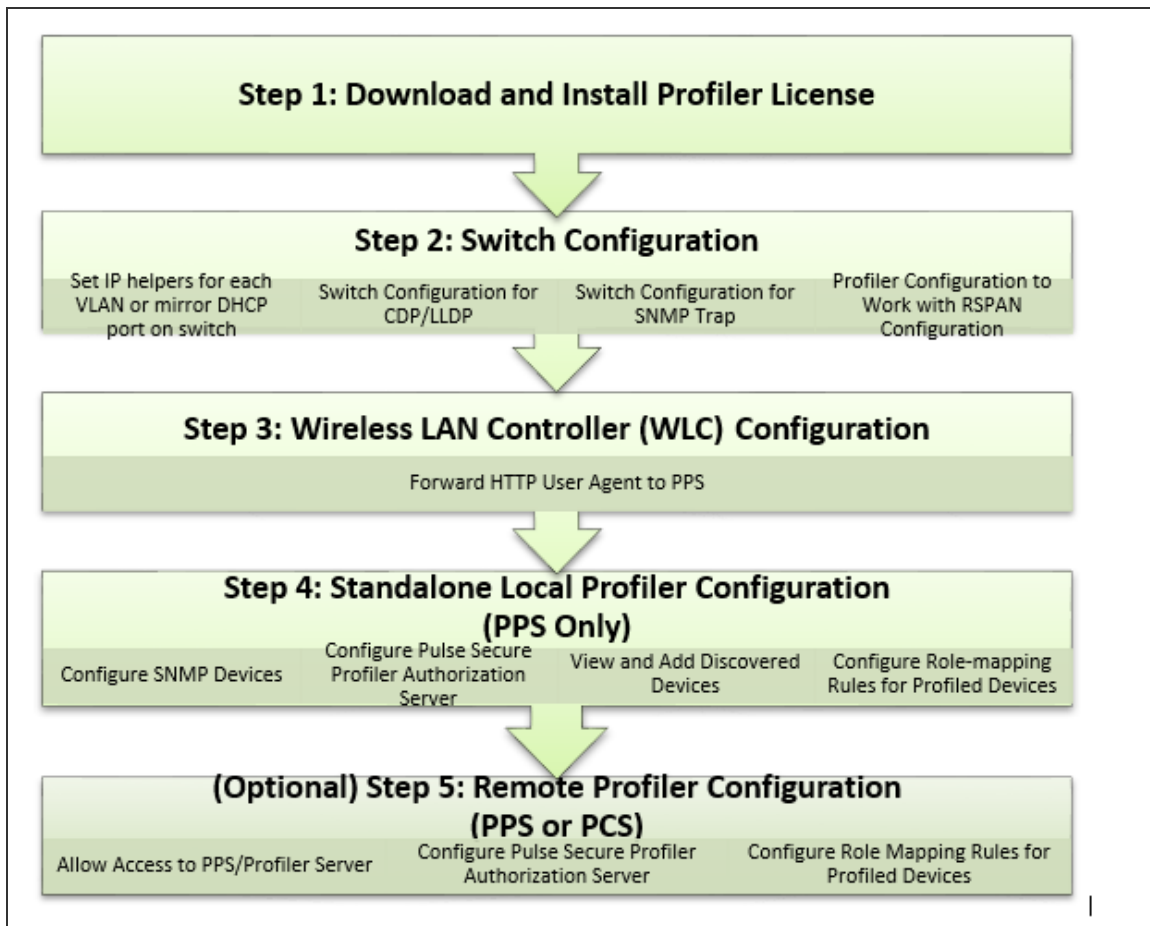 Step 1: Download and Install Profiler License
Step 2: Switch Configuration
Set IP helpers for each
VLAN or mirror DHCP
port on switch
Switch Configuration for
CDP/LLDP
Switch Configuration for
SNMP Trap
Profiler Configuration to
Work with RSPAN
Configuration
Step 3: Wireless LAN Controller (WLC) Configuration
Forward HTTP User Agent to PPS
Step 4: Standalone Local Profiler Configuration
(PPS Only)
Configure SNMP Devices
Configure Pulse Secure
Profiler Authorization
Server
View and Add Discovered
Devices
Configure Role-mapping
Rules for Profiled Devices
(Optional) Step 5: Remote Profiler Configuration
(PPS or PCS)
Allow Access to PPS/Profiler Server
Configure Pulse Secure Profiler
Authorization Server
Configure Role Mapping Rules for
Profiled Devices